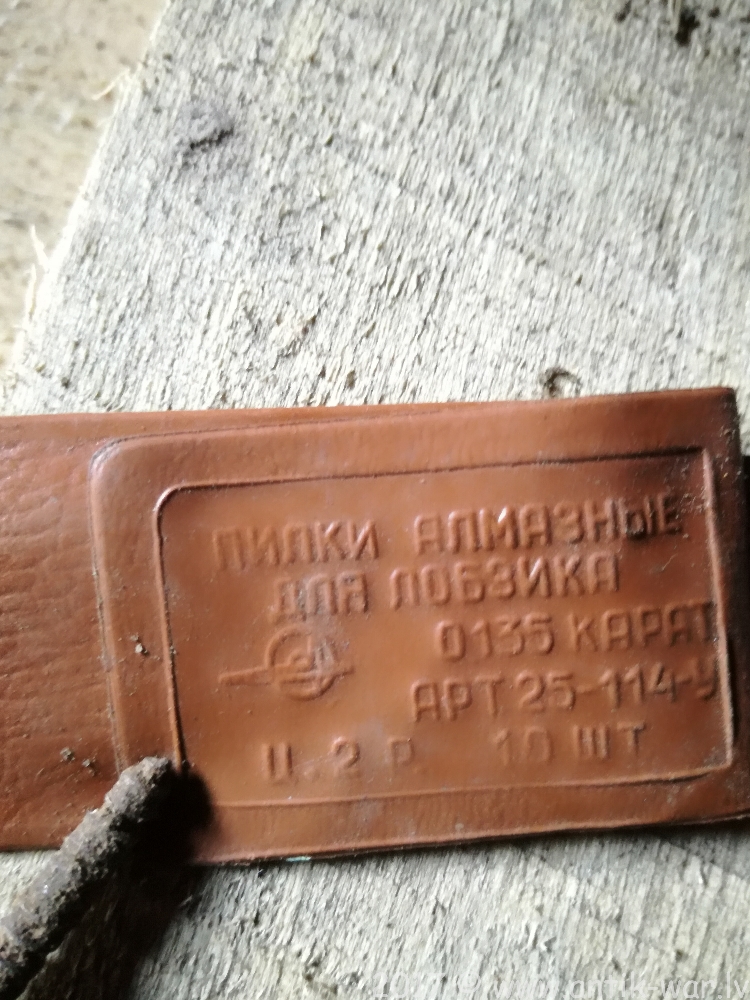 ПИЛКИ АЛМАЗНЫЕ
ДЛЯ ЛОБЗИКА
0135 КАРАТ
АРТ 25-114-У
Ц. 2 Р. 10 ШТ